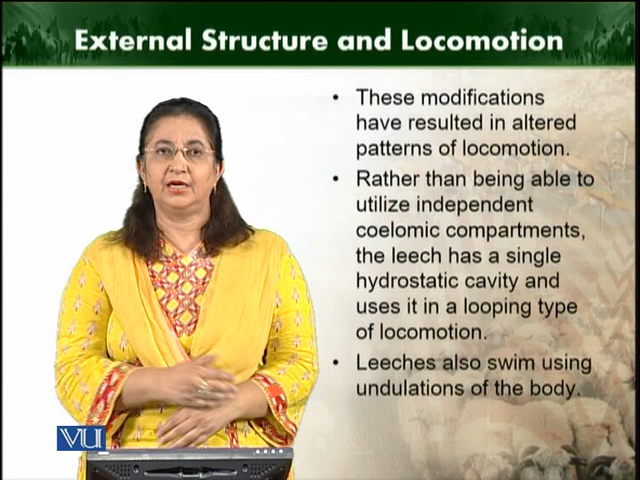 External Structure and Locomotion
• These modifications
have resulted in altered
patterns of locomotion.
• Rather than being able to
utilize independent
coelomic compartments,
the leech has a single
hydrostatic cavity and
uses it in a looping type
of locomotion.
• Leeches also swim using
undulations of the body.
VU